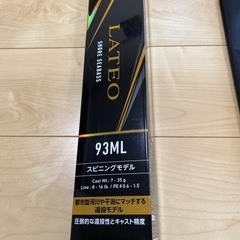 SHORE SEABASS
LATEO
93ML
スピニングモデル
Cast Wt.: 7 - 35 g
Line : 8 - 16 lb. / PE # 0.6 - 1.5
都市型河川や干潟にマッチする
遠投モデル
圧倒的な遠投性とキャスト精度